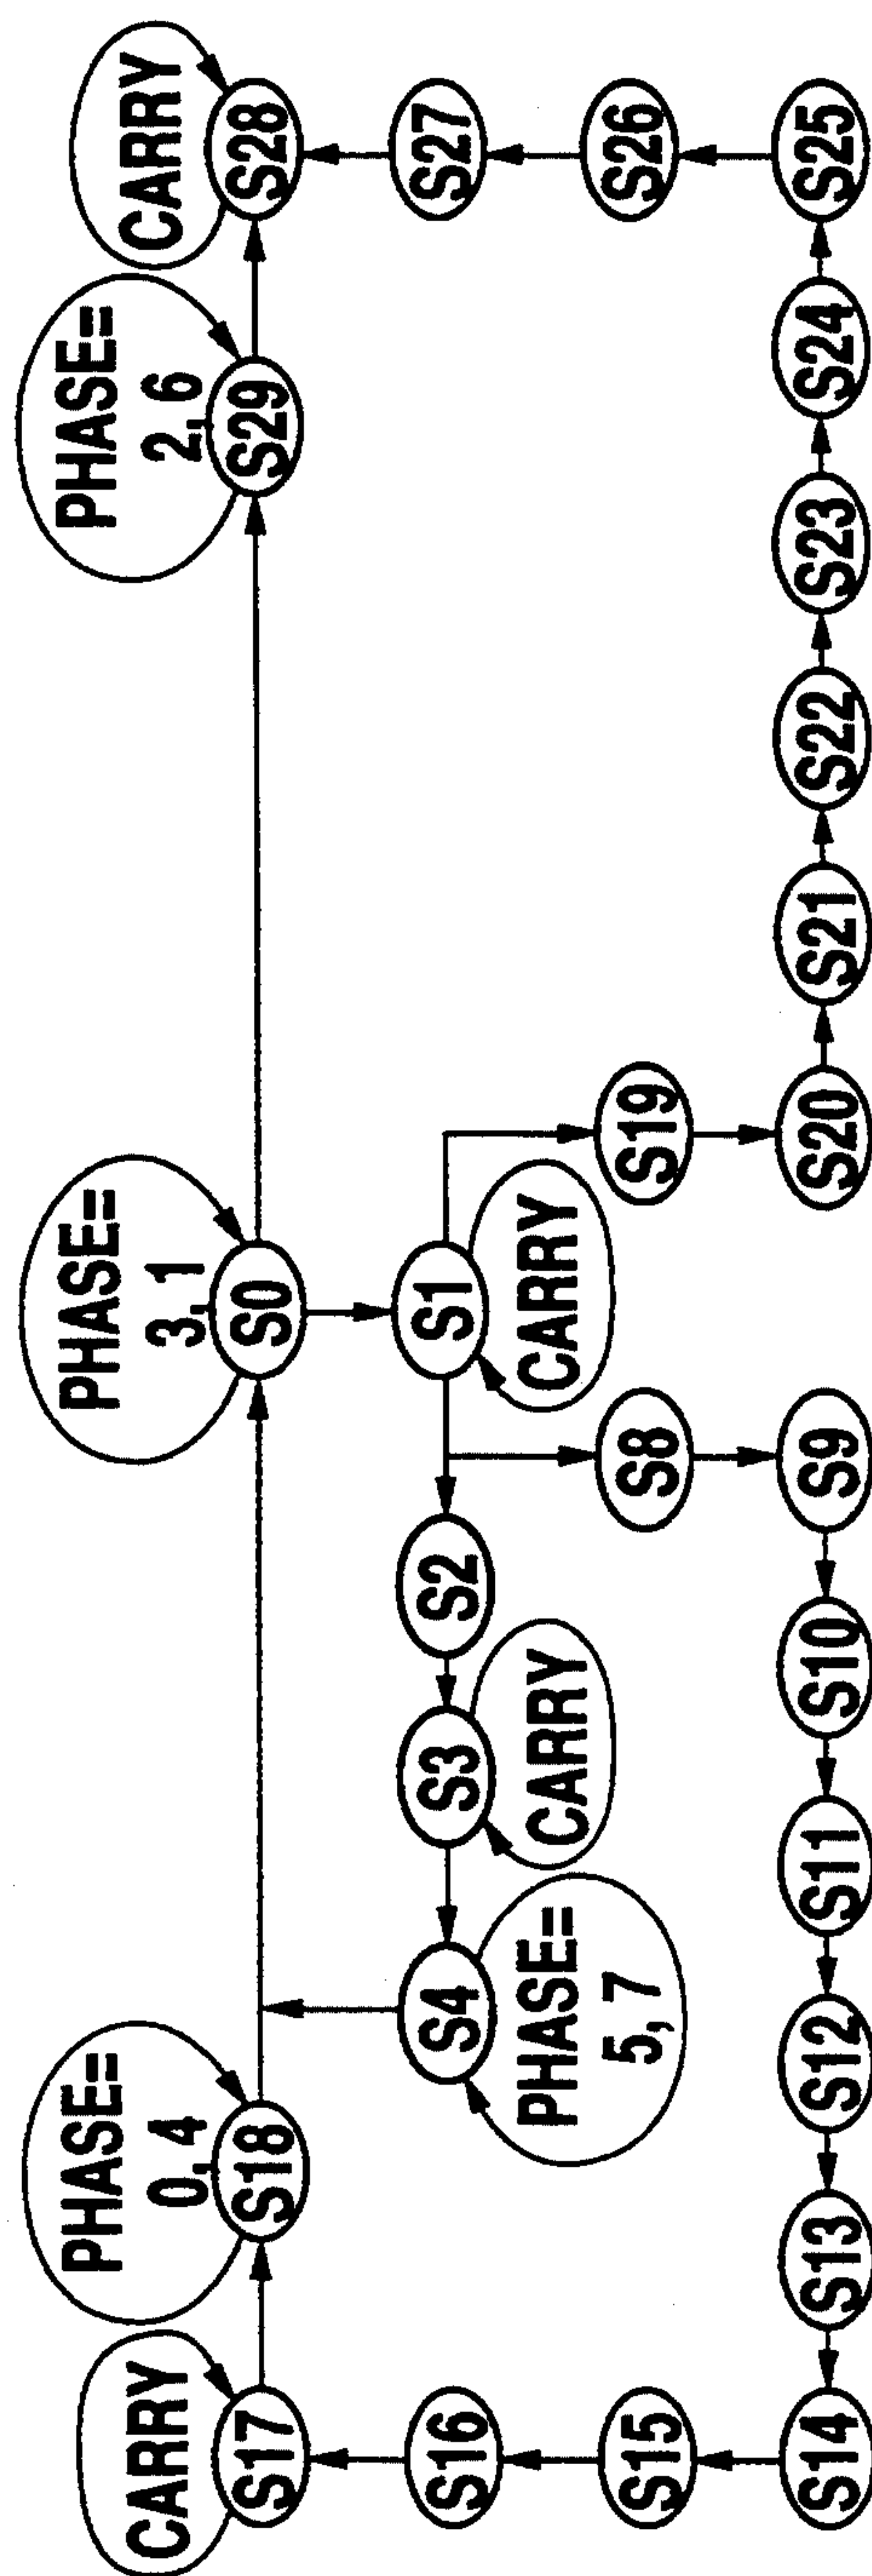 CARRY
PHASE=
0, 4
PHASE=
3, 1
PHASE=
2, 6
CARRY
S17
S18
S0
S29
S28
S16
S4
S3
S2
S1
S27
PHASE=
5, 7
CARRY
CARRY
S15
S8
S19
S26
S14
S13
S12
S11
S10
S9
S20
S21
S22
S23
S24
S25